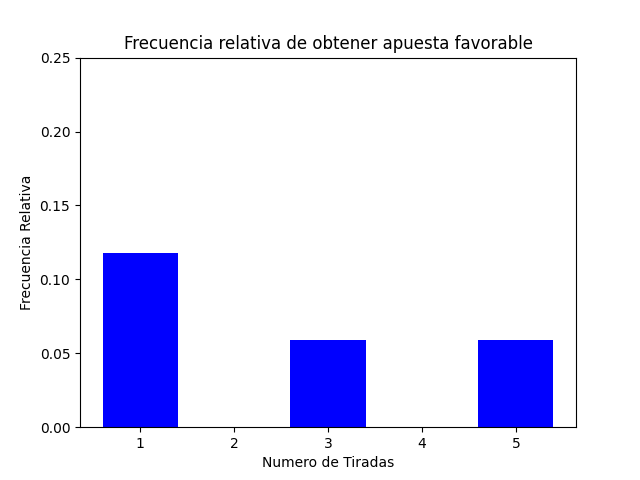 Frecuencia relativa de obtener apuesta favorable
0.25
0.20
0.15
0.10
0.05
0.00
Frecuencia Relativa
1 2 3 4 5
Numero de Tiradas